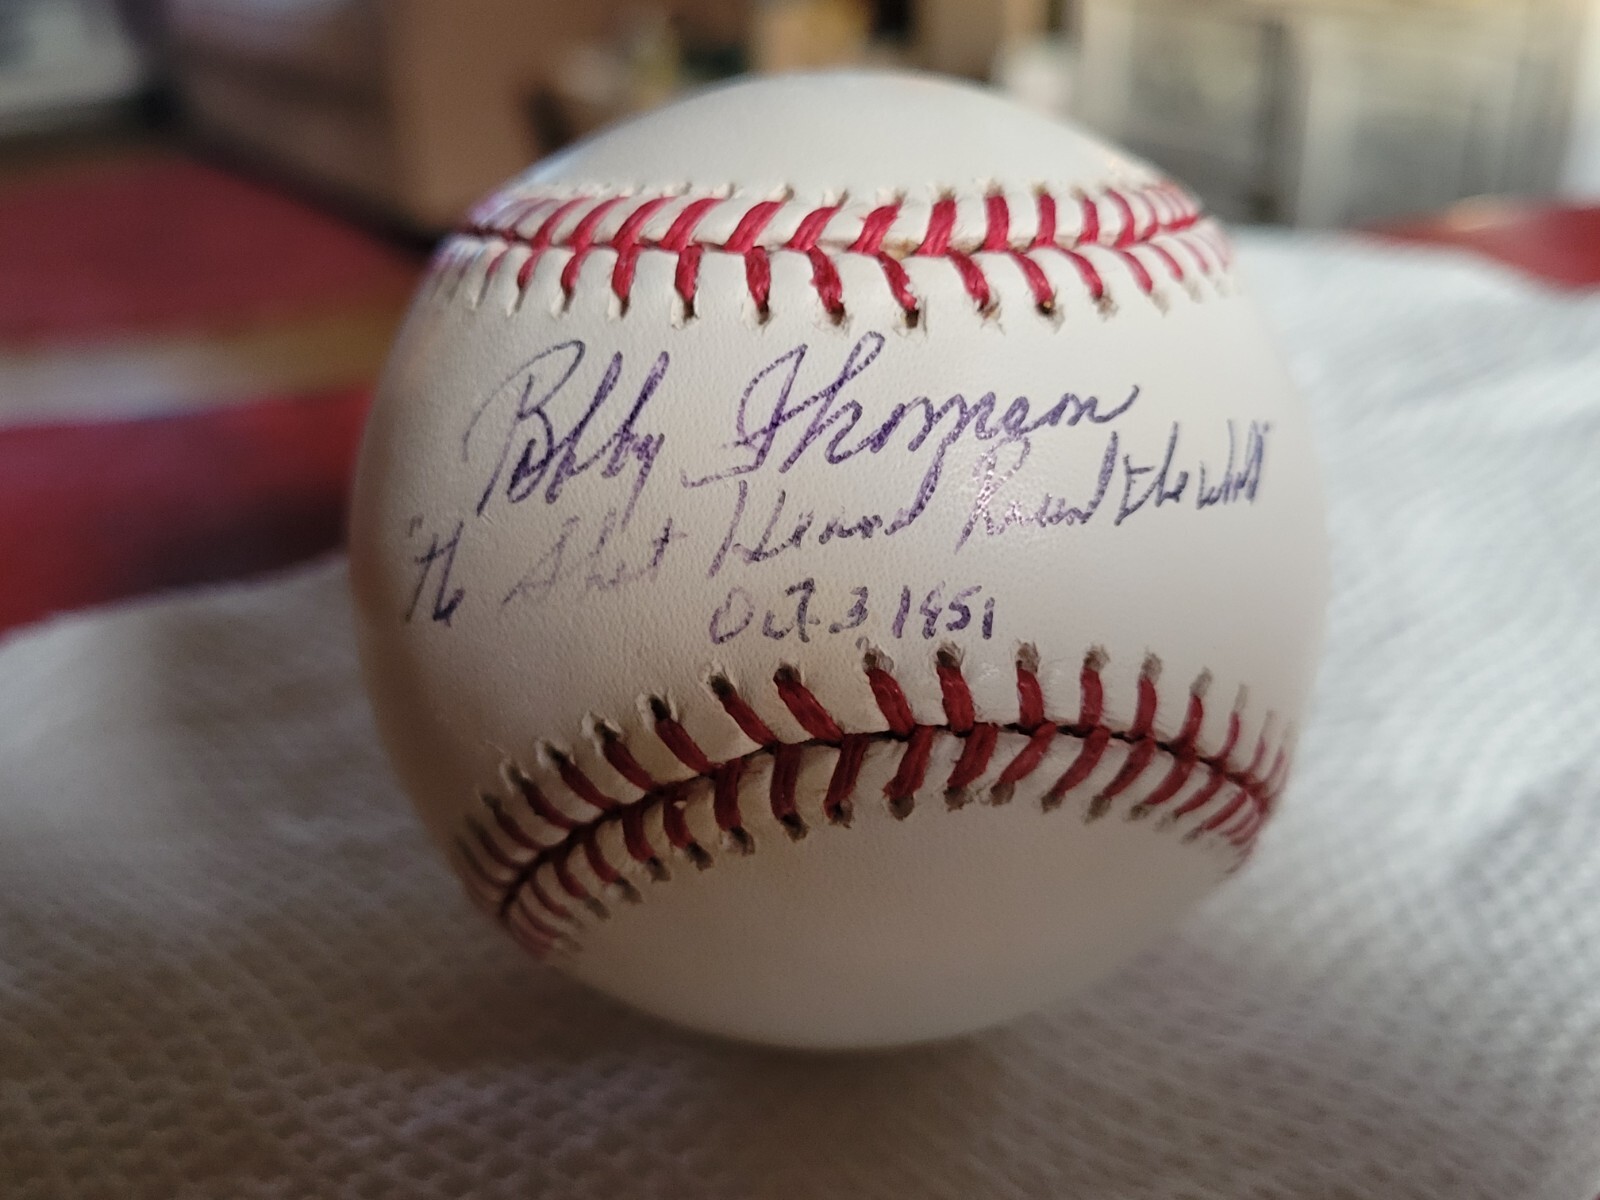 Bobby Thomson
"The Shot Heard Round the World"
Oct. 3, 1951